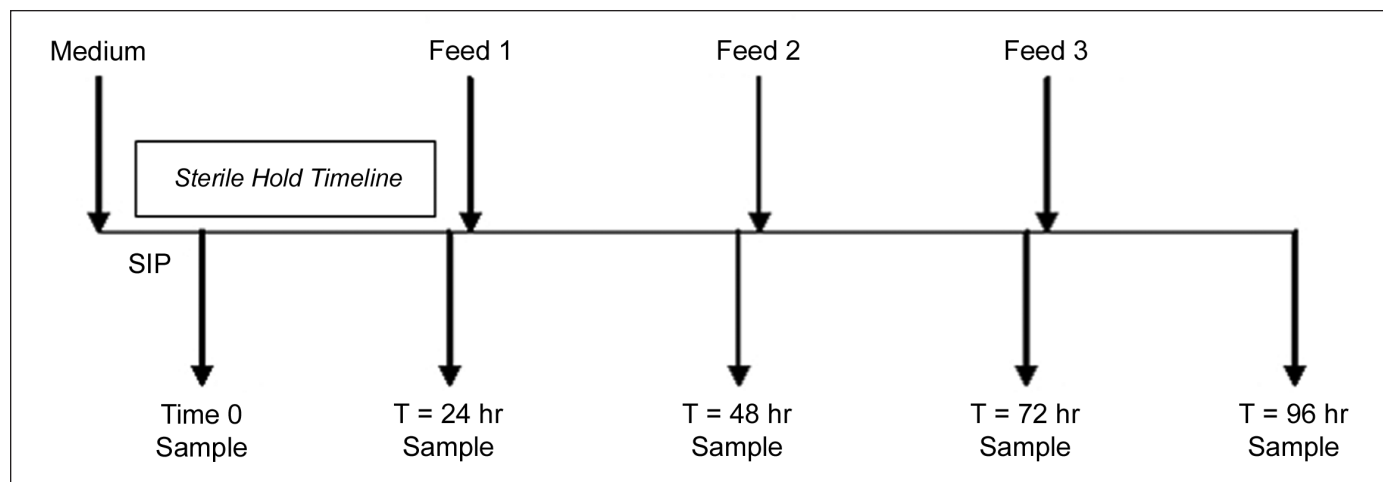 Medium
Feed 1
Feed 2
Feed 3
Sterile Hold Timeline
SIP
Time 0
Sample
T = 24 hr
Sample
T = 48 hr
Sample
T = 72 hr
Sample
T = 96 hr
Sample